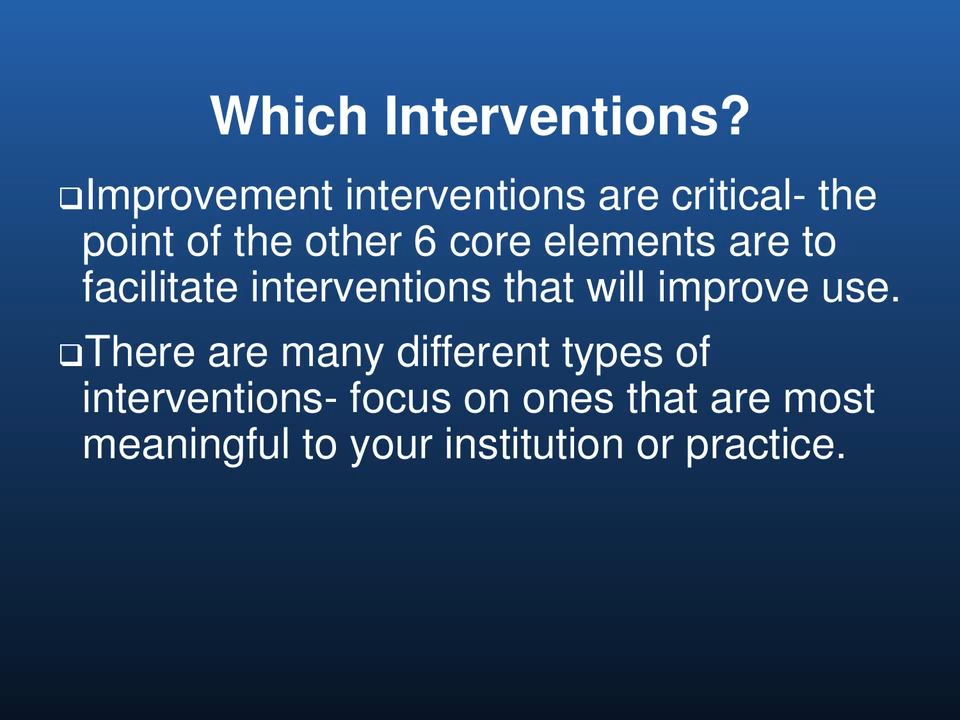 Which Interventions?
❑Improvement interventions are critical- the
point of the other 6 core elements are to
facilitate interventions that will improve use.
❑There are many different types of
interventions- focus on ones that are most
meaningful to your institution or practice.